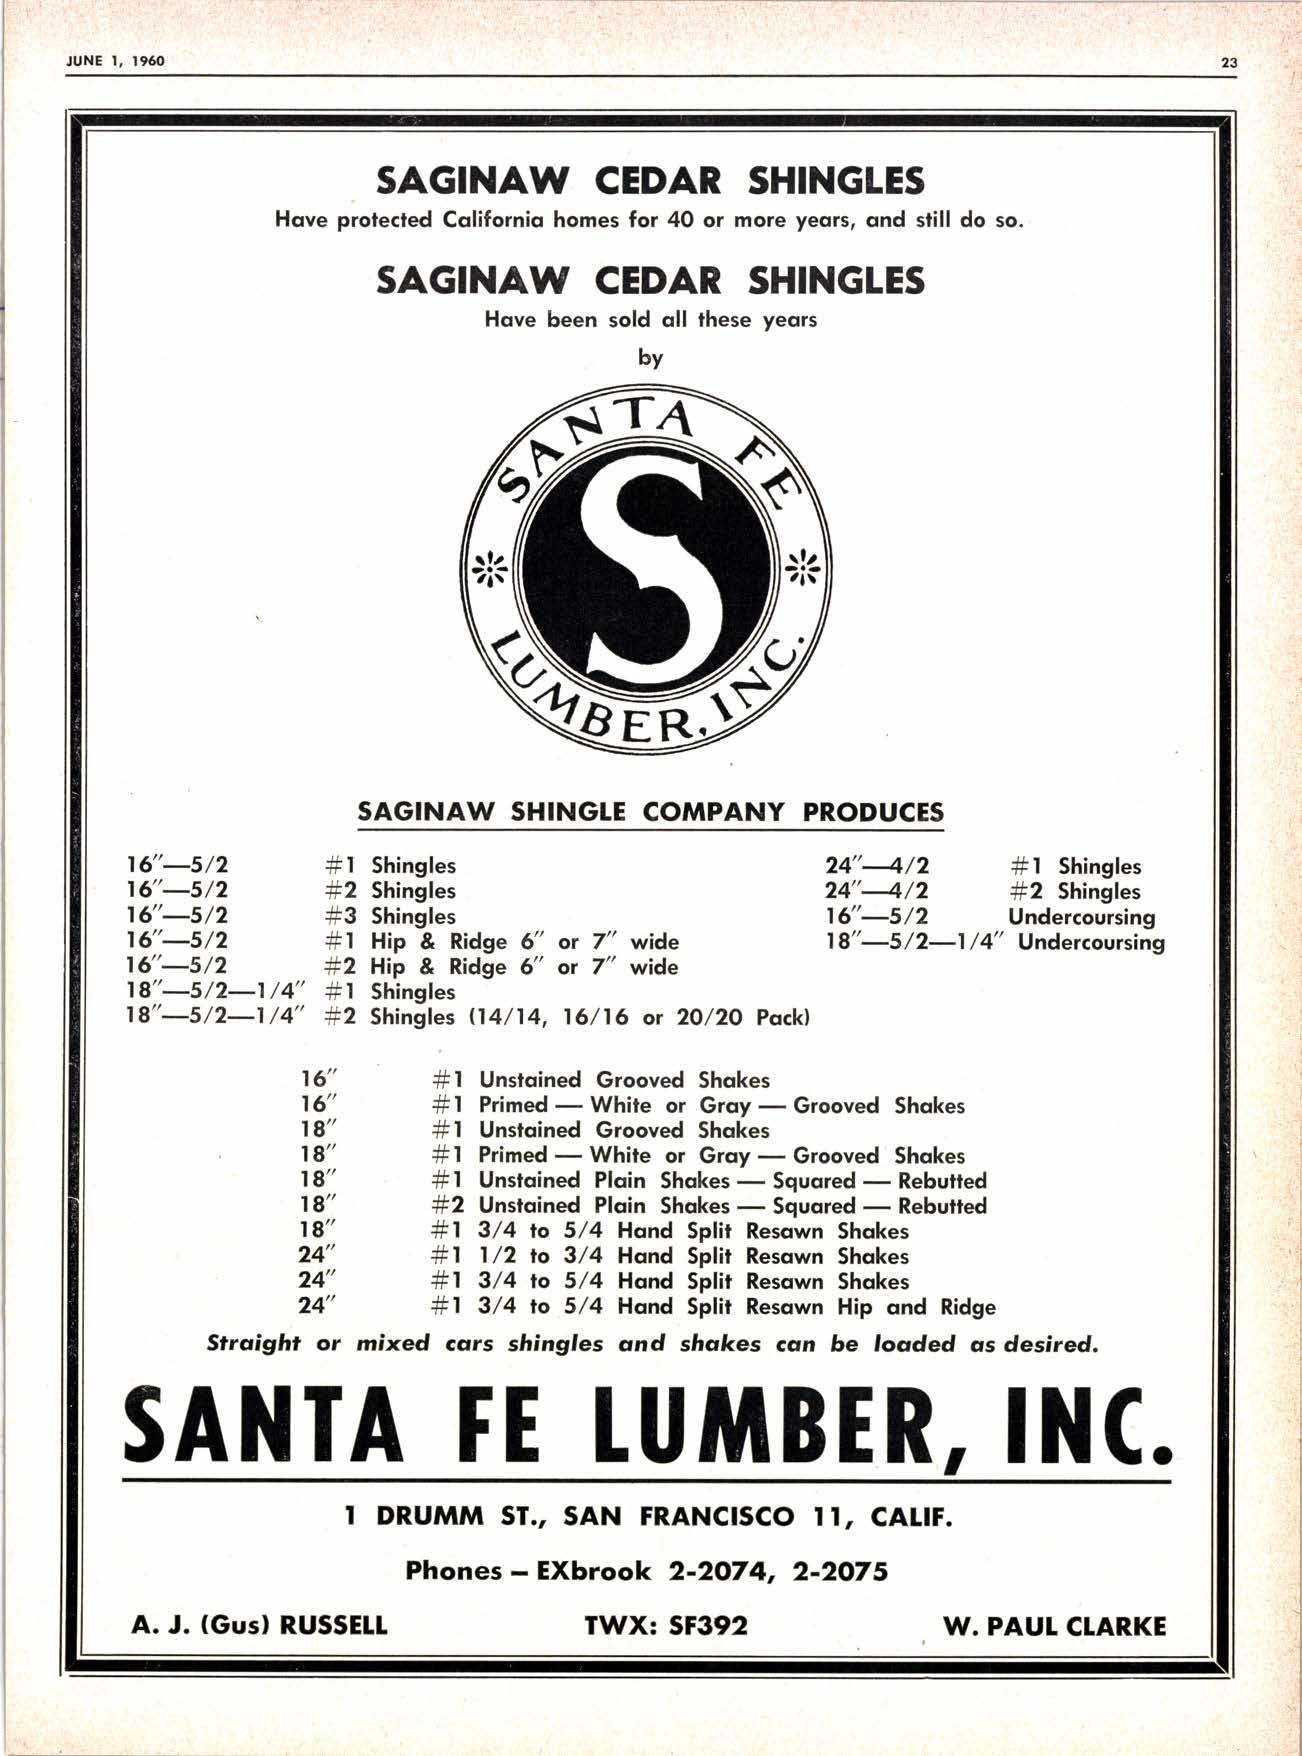 JUNE 1, 1960
23
SAGINAW CEDAR SHINGLES
Have protected California homes for 40 or more years, and still do so.
SAGINAW CEDAR SHINGLES
Have been sold all these years
by
SANTA FE
S
LUMBER, INC.
SAGINAW SHINGLE COMPANY PRODUCES
16″—5/2 #1 Shingles
16″—5/2 #2 Shingles
16″—5/2 #3 Shingles
16″—5/2 #1 Hip & Ridge 6″ or 7″ wide
16″—5/2 #2 Hip & Ridge 6″ or 7″ wide
18″—5/2—1/4″ #1 Shingles
18″—5/2—1/4″ #2 Shingles (14/14, 16/16 or 20/20 Pack)
24″—4/2 #1 Shingles
24″—4/2 #2 Shingles
16″—5/2 Undercoursing
18″—5/2—1/4″ Undercoursing
16″ #1 Unstained Grooved Shakes
16″ #1 Primed — White or Gray — Grooved Shakes
18″ #1 Unstained Grooved Shakes
18″ #1 Primed — White or Gray — Grooved Shakes
18″ #1 Unstained Plain Shakes — Squared — Rebutted
18″ #2 Unstained Plain Shakes — Squared — Rebutted
18″ #1 3/4 to 5/4 Hand Split Resawn Shakes
24″ #1 1/2 to 3/4 Hand Split Resawn Shakes
24″ #1 3/4 to 5/4 Hand Split Resawn Shakes
24″ #1 3/4 to 5/4 Hand Split Resawn Hip and Ridge
Straight or mixed cars shingles and shakes can be loaded as desired.
SANTA FE LUMBER, INC.
1 DRUMM ST., SAN FRANCISCO 11, CALIF.
Phones – EXbrook 2-2074, 2-2075
A. J. (Gus) RUSSELL TWX: SF392 W. PAUL CLARKE